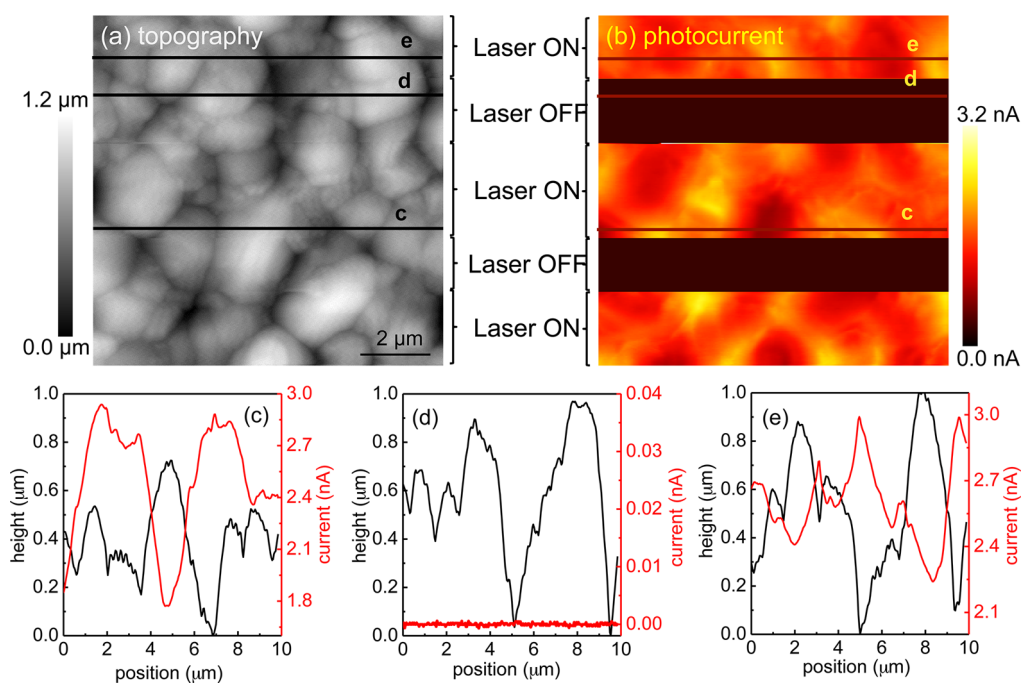 (a) topography
e
d
c
1.2 µm
0.0 µm
2 µm
Laser ON
Laser OFF
Laser ON
Laser OFF
Laser ON
(b) photocurrent
e
d
c
3.2 nA
0.0 nA
(c)
height (µm)
1.0
0.8
0.6
0.4
0.2
0.0
0 2 4 6 8 10
position (µm)
3.0
2.7
2.4
2.1
1.8
current (nA)
(d)
height (µm)
1.0
0.8
0.6
0.4
0.2
0.0
0 2 4 6 8 10
position (µm)
0.04
0.03
0.02
0.01
0.00
current (nA)
(e)
height (µm)
1.0
0.8
0.6
0.4
0.2
0.0
0 2 4 6 8 10
position (µm)
3.0
2.7
2.4
2.1
current (nA)